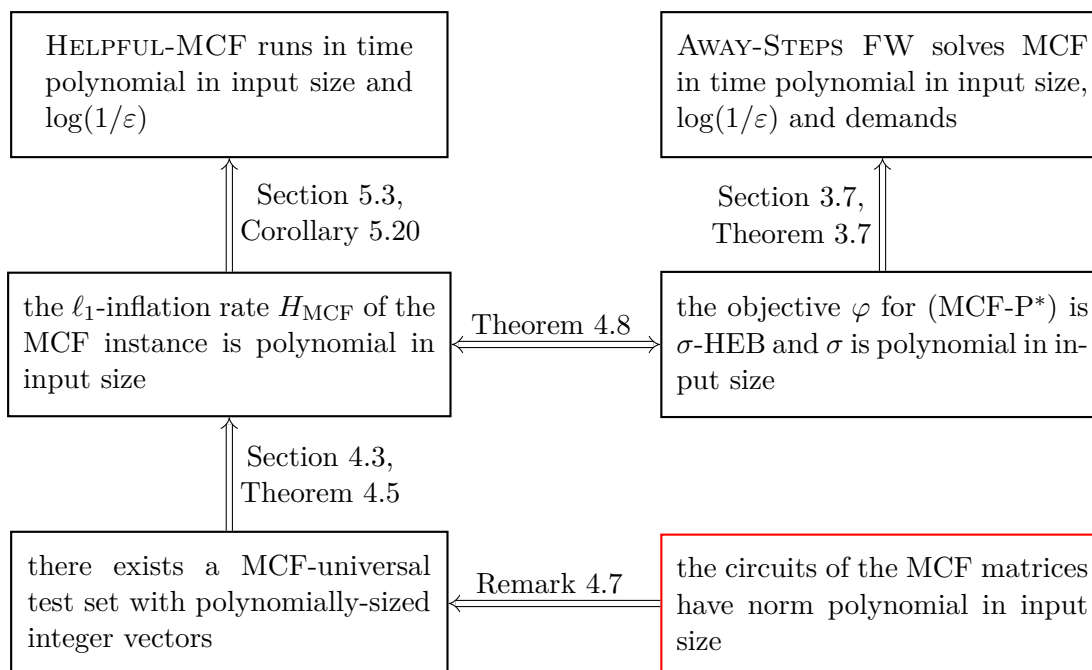 HELPFUL-MCF runs in time
polynomial in input size and
log(1/ε)
AWAY-STEPS FW solves MCF
in time polynomial in input size,
log(1/ε) and demands
Section 5.3,
Corollary 5.20
Section 3.7,
Theorem 3.7
the ℓ₁-inflation rate H_MCF of the
MCF instance is polynomial in
input size
Theorem 4.8
the objective φ for (MCF-P*) is
σ-HEB and σ is polynomial in in-
put size
Section 4.3,
Theorem 4.5
there exists a MCF-universal
test set with polynomially-sized
integer vectors
Remark 4.7
the circuits of the MCF matrices
have norm polynomial in input
size